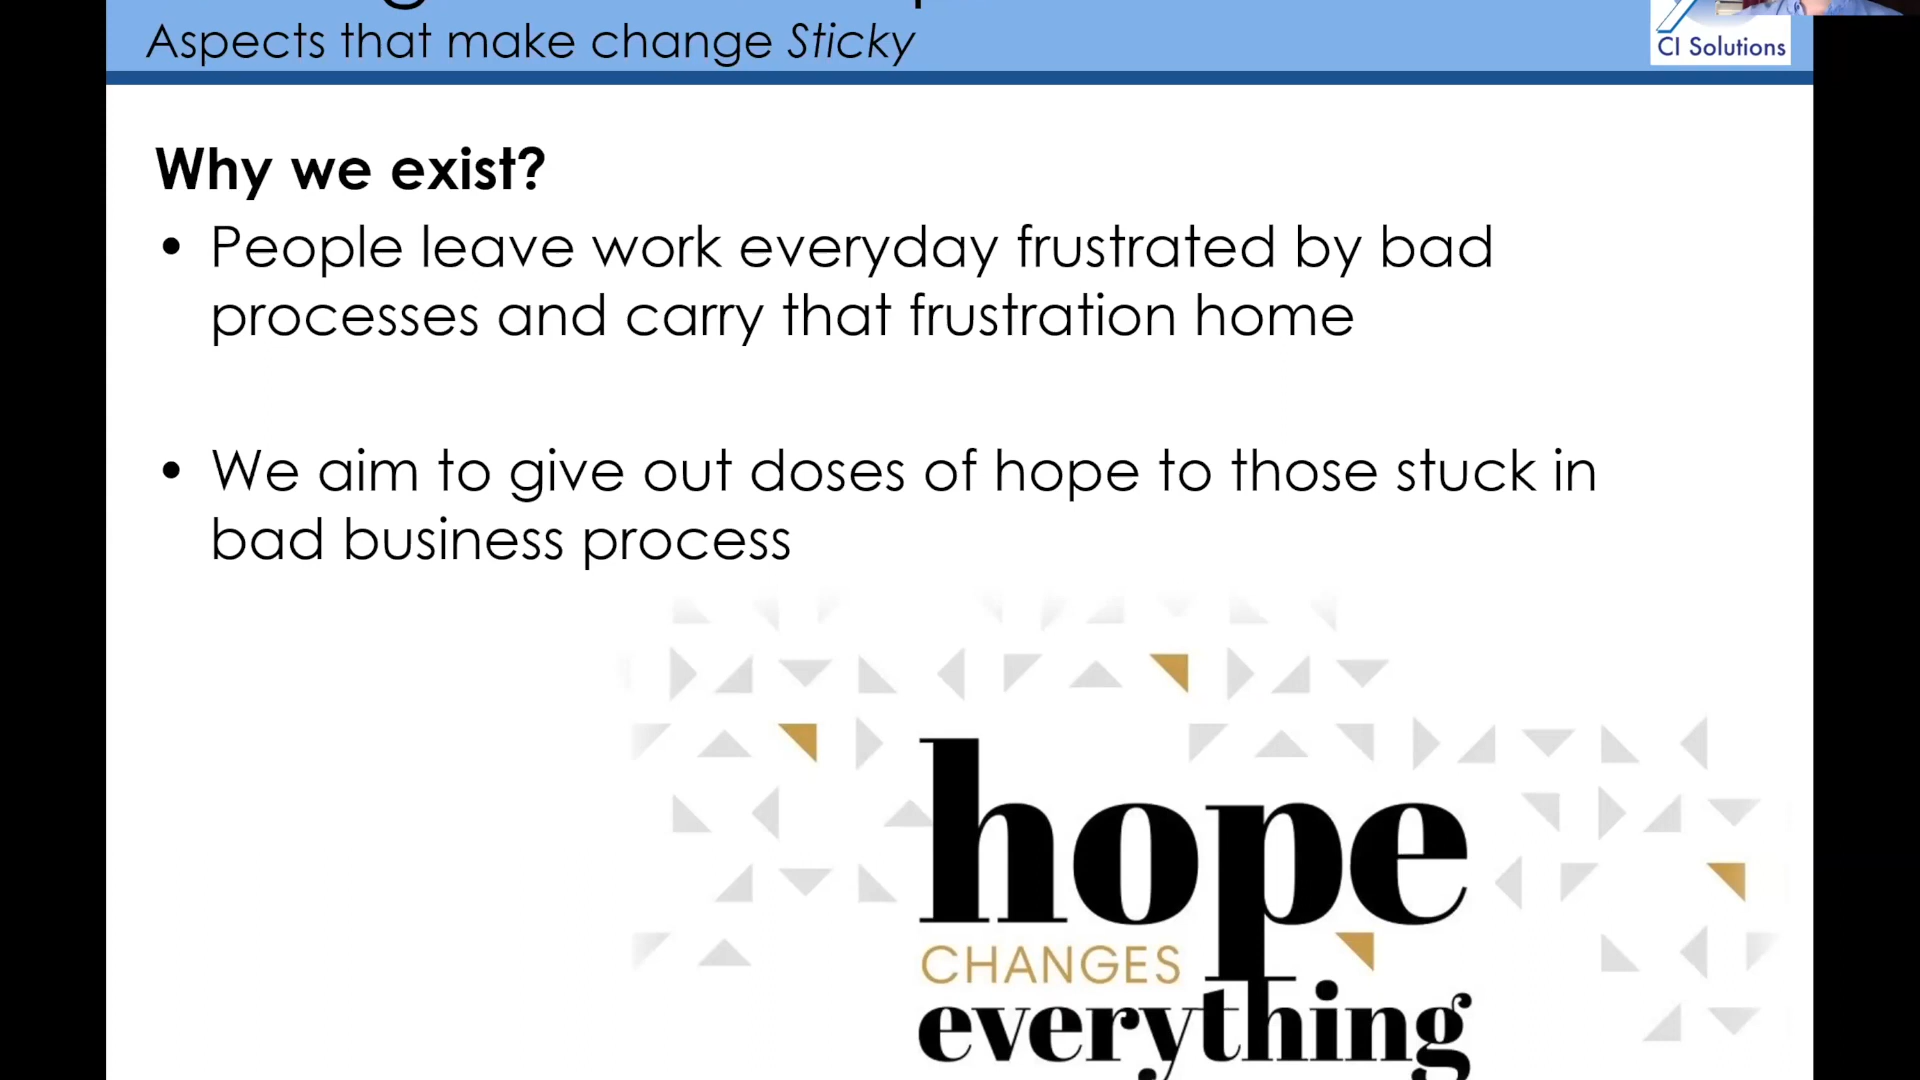 Aspects that make change Sticky
CI Solutions
Why we exist?
• People leave work everyday frustrated by bad
processes and carry that frustration home
• We aim to give out doses of hope to those stuck in
bad business process
hope
CHANGES
everything